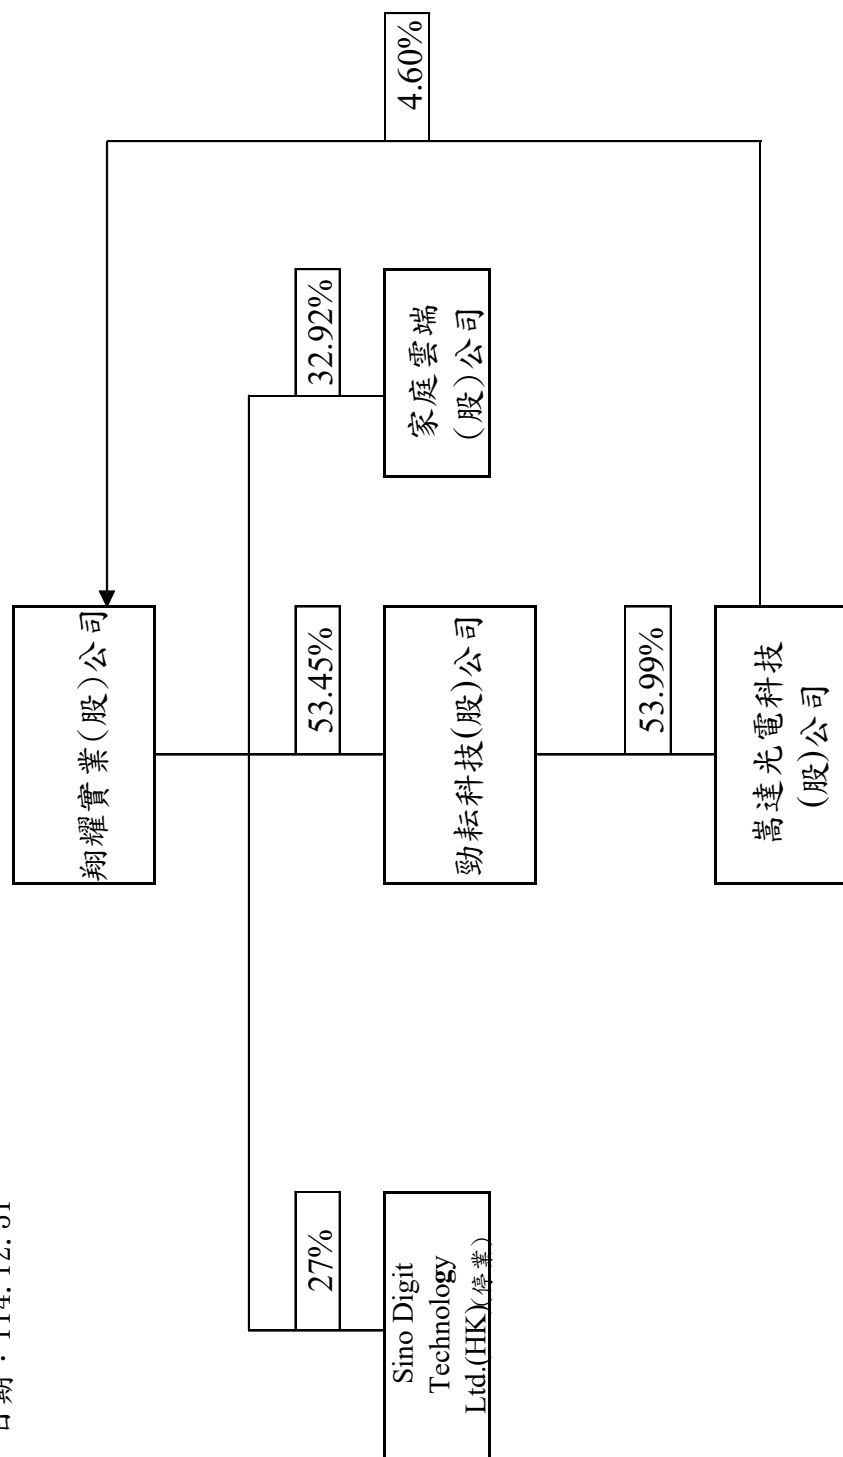 日期：114.12.31
翔耀實業(股)公司
27%
53.45%
32.92%
4.60%
Sino Digit
Technology
Ltd.(HK)(停業)
勁耘科技(股)公司
家庭雲端
(股)公司
53.99%
嵩達光電科技
(股)公司